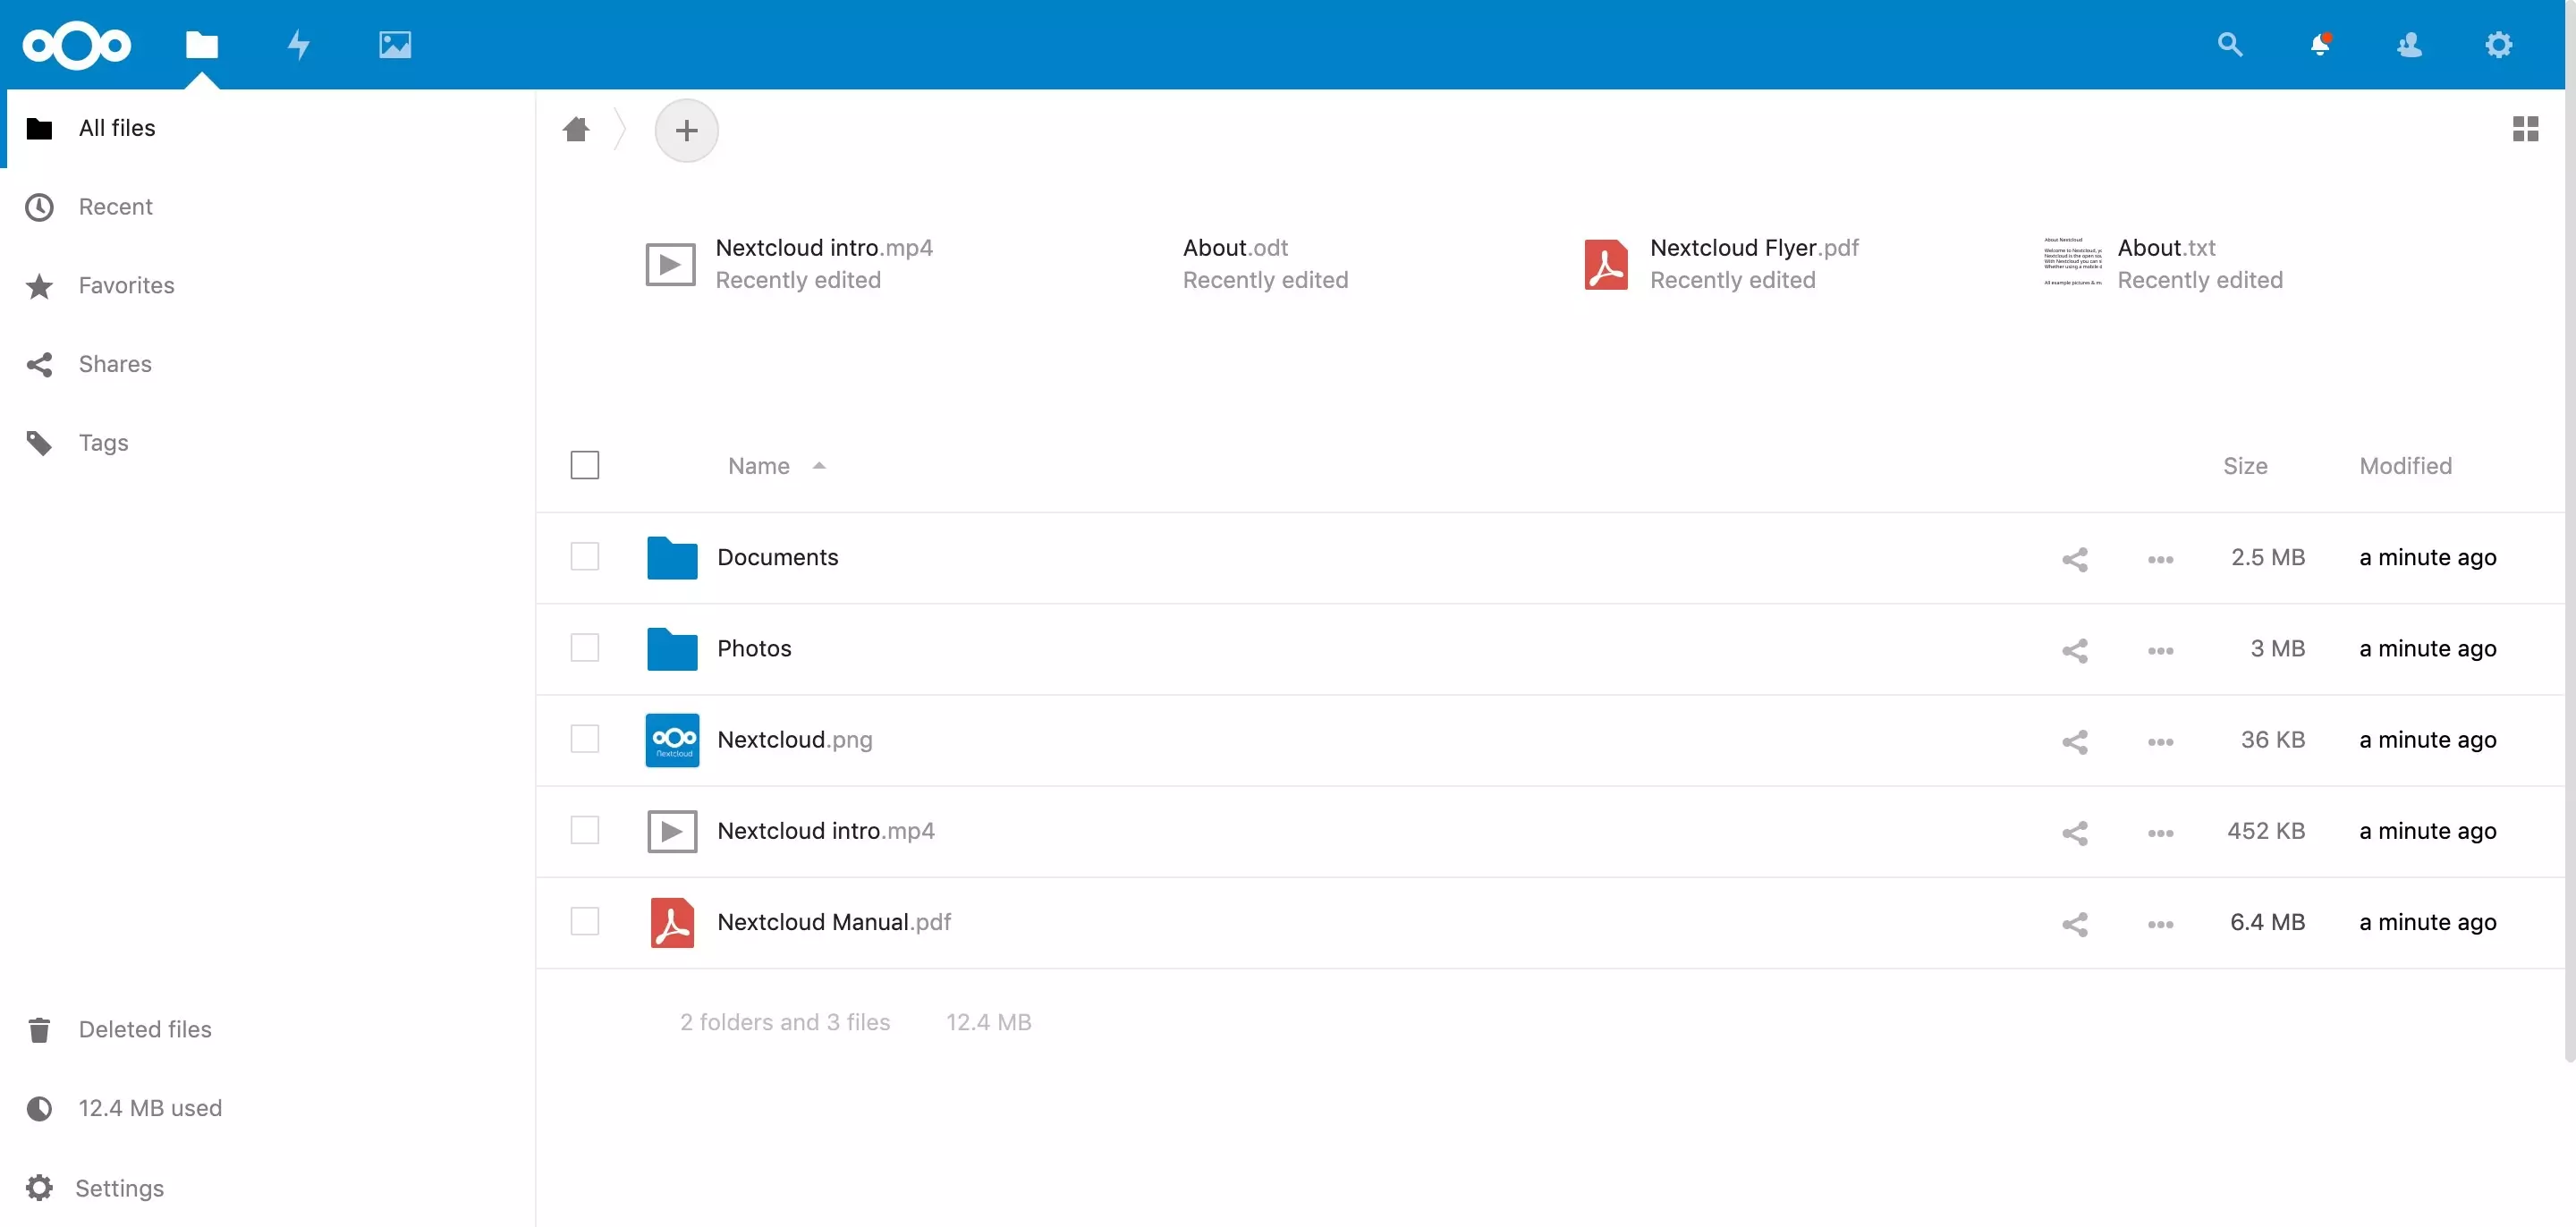 All files
Recent
Favorites
Shares
Tags
Deleted files
12.4 MB used
Settings
Nextcloud intro.mp4
Recently edited
About.odt
Recently edited
Nextcloud Flyer.pdf
Recently edited
About Nextcloud
About.txt
Recently edited
Name Size Modified
Documents 2.5 MB a minute ago
Photos 3 MB a minute ago
Nextcloud
Nextcloud.png 36 KB a minute ago
Nextcloud intro.mp4 452 KB a minute ago
Nextcloud Manual.pdf 6.4 MB a minute ago
2 folders and 3 files 12.4 MB